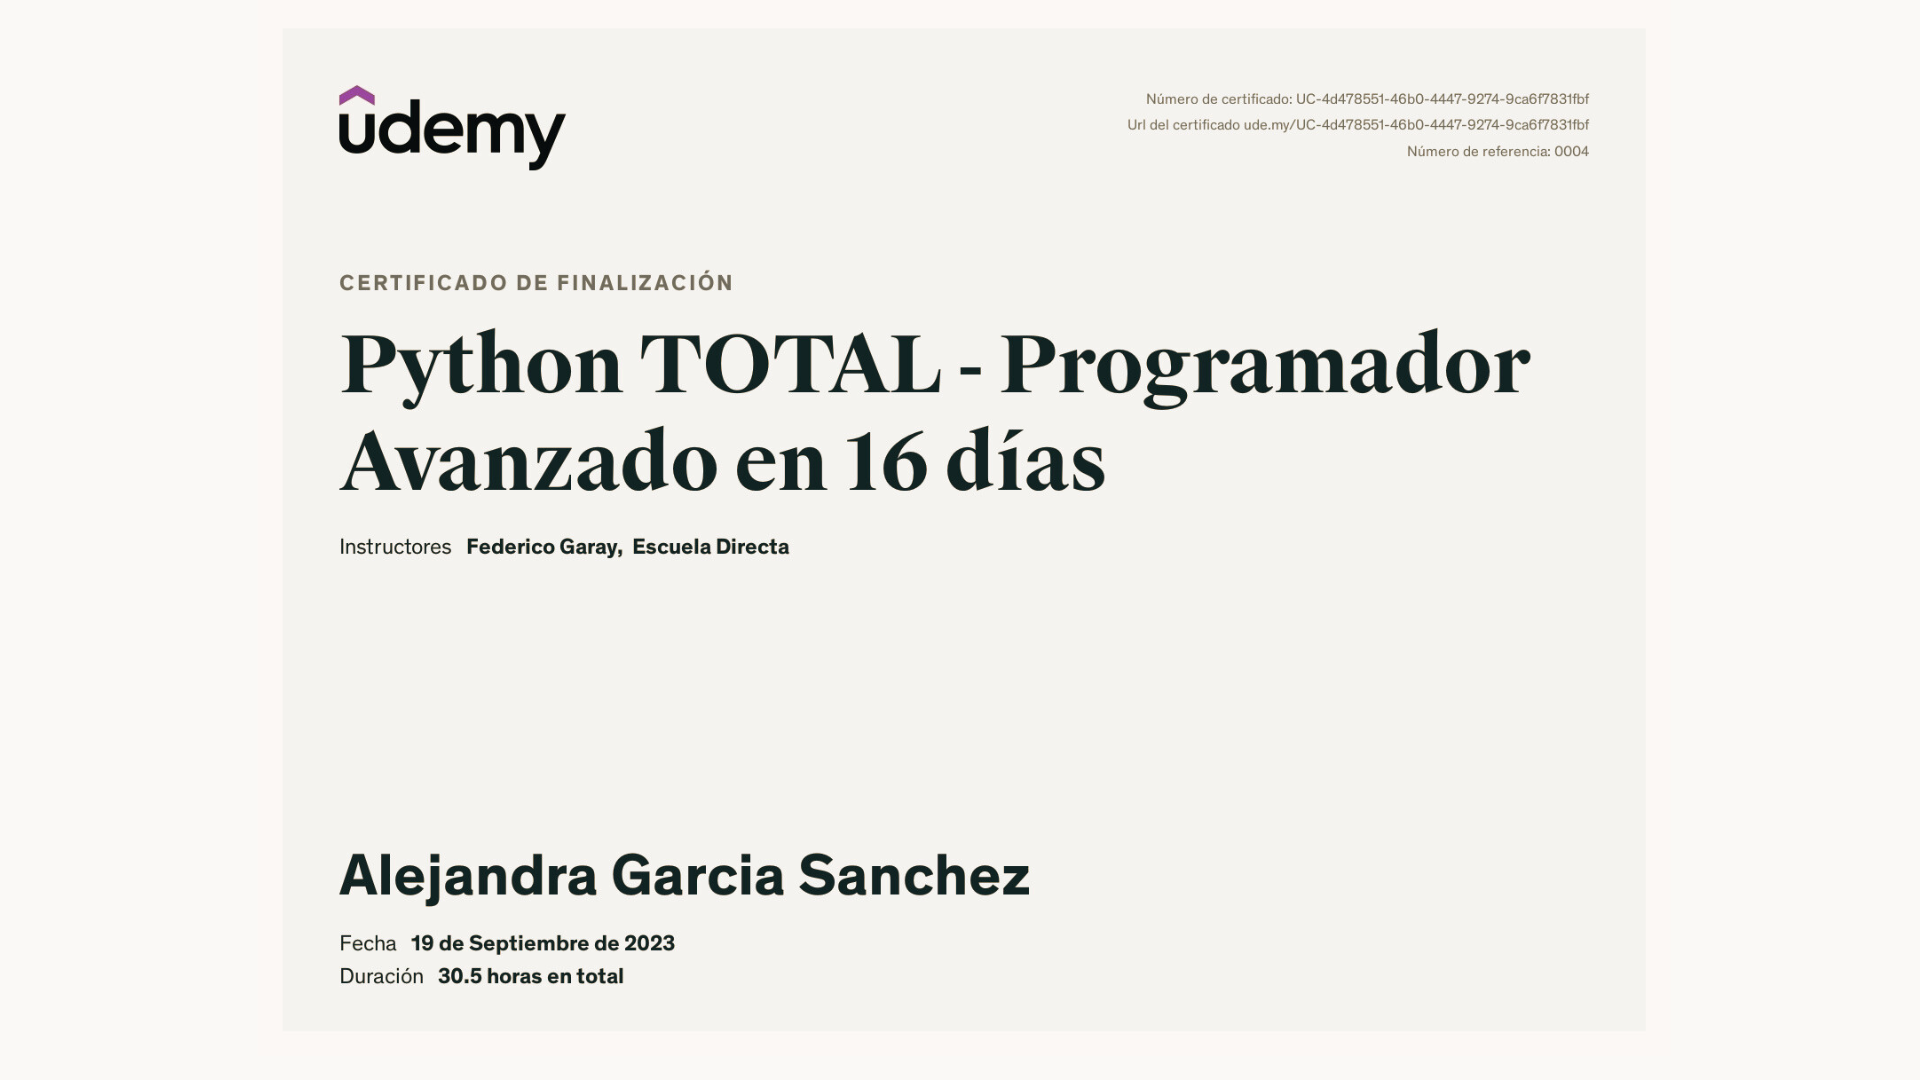 udemy
Número de certificado: UC-4d478551-46b0-4447-9274-9ca6f7831fbf
Url del certificado ude.my/UC-4d478551-46b0-4447-9274-9ca6f7831fbf
Número de referencia: 0004
CERTIFICADO DE FINALIZACIÓN
Python TOTAL - Programador
Avanzado en 16 días
Instructores Federico Garay, Escuela Directa
Alejandra Garcia Sanchez
Fecha 19 de Septiembre de 2023
Duración 30.5 horas en total